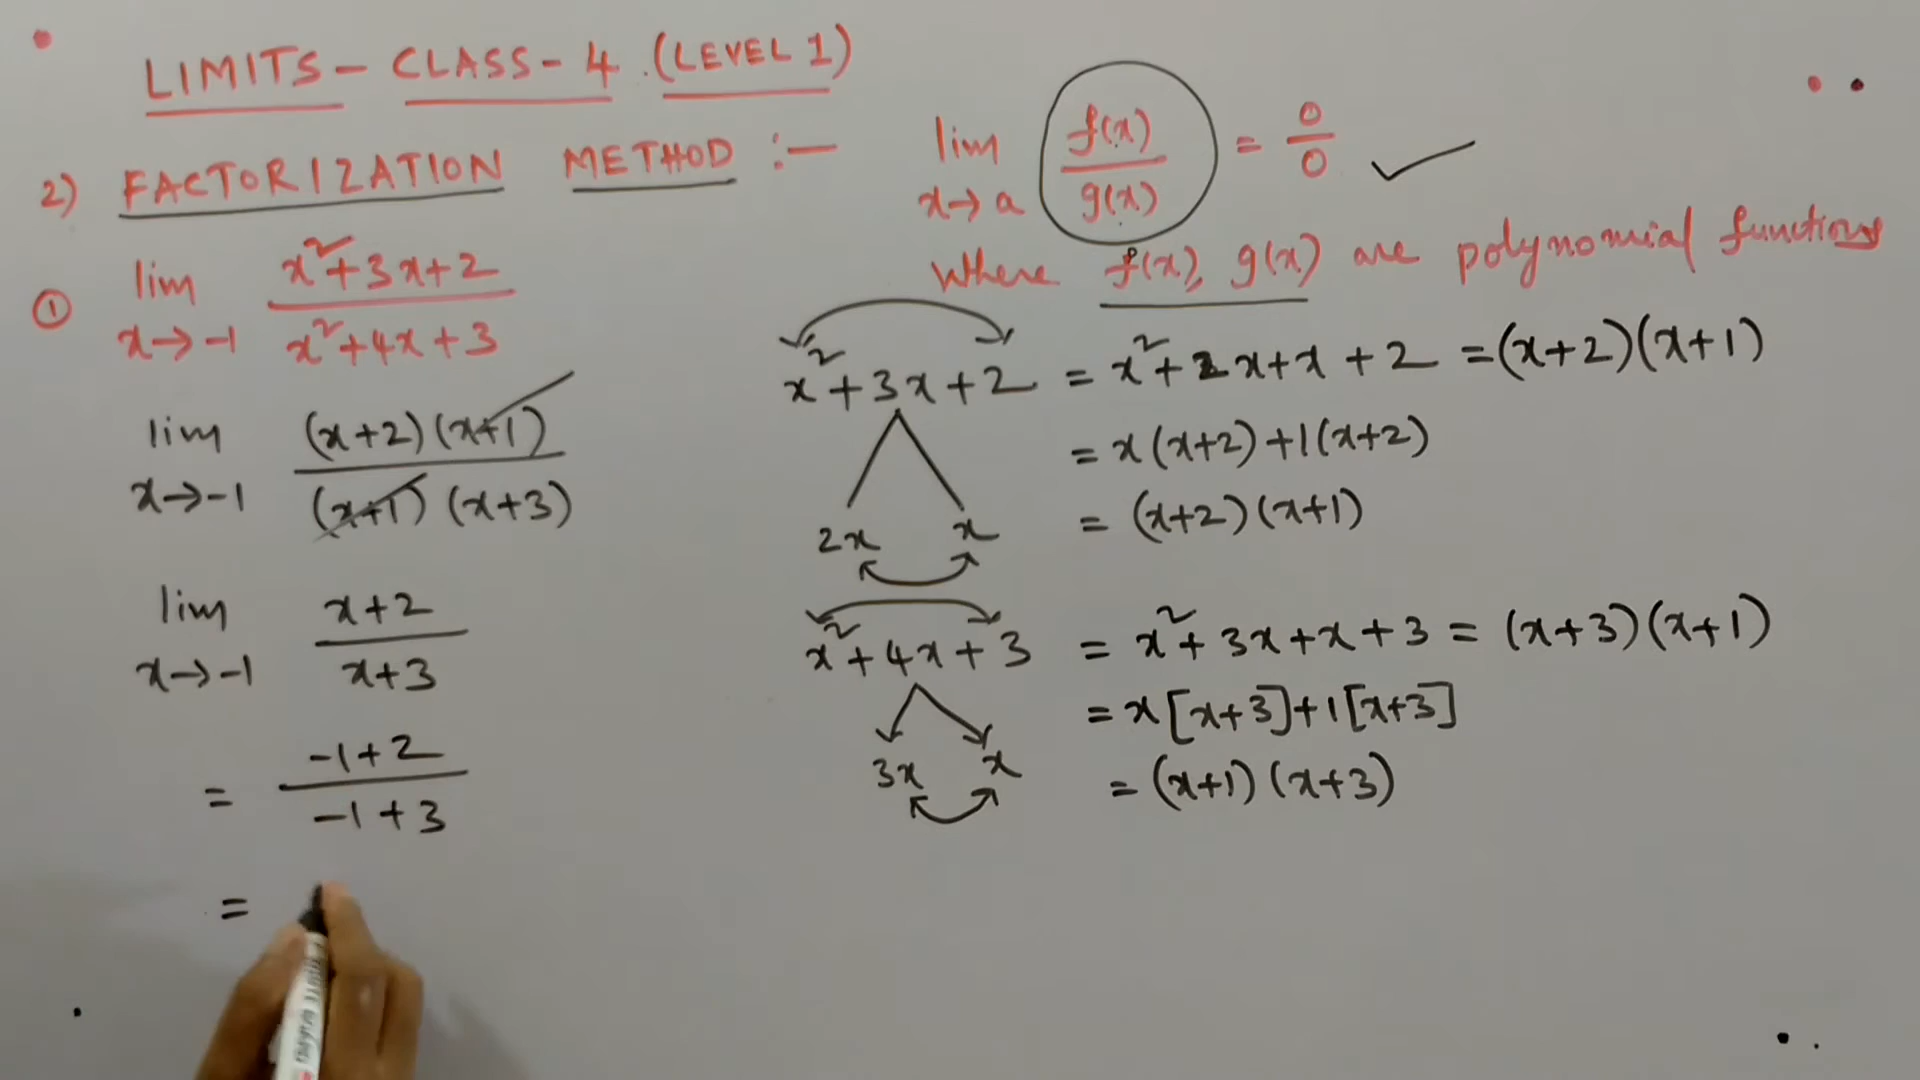 LIMITS - CLASS - 4 . (LEVEL 1)
2) FACTORIZATION METHOD :-
lim x→a f(x)/g(x) = 0/0 ✓
Where f(x), g(x) are polynomial functions
① lim x→-1 (x²+3x+2)/(x²+4x+3)
lim x→-1 (x+2)(x+1)/(x+1)(x+3)
lim x→-1 (x+2)/(x+3)
= (-1+2)/(-1+3)
=
x²+3x+2 = x²+2x+x+2 = (x+2)(x+1)
= x(x+2)+1(x+2)
2x x
= (x+2)(x+1)
x²+4x+3 = x²+3x+x+3 = (x+3)(x+1)
= x[x+3]+1[x+3]
3x x
= (x+1)(x+3)